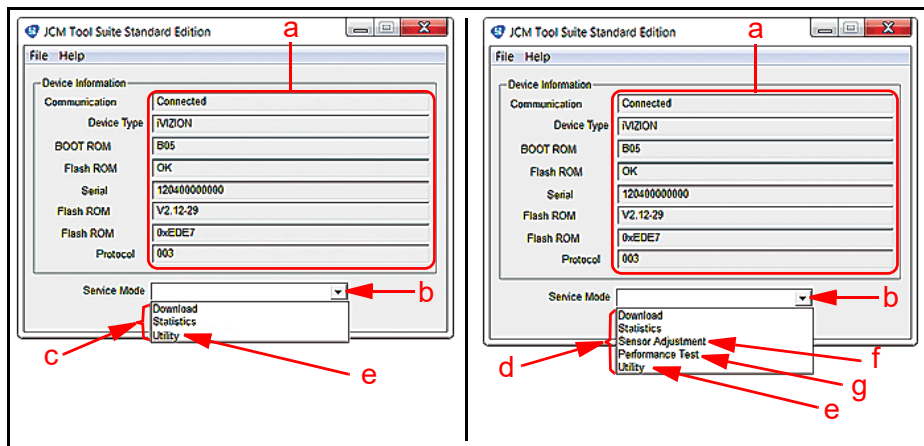 JCM Tool Suite Standard Edition
a
File Help
Device Information
Communication Connected
Device Type iVIZION
BOOT ROM B05
Flash ROM OK
Serial 120400000000
Flash ROM V2.12-29
Flash ROM 0xEDE7
Protocol 003
Service Mode
b
Download
Statistics
Utility
c
e
JCM Tool Suite Standard Edition
a
File Help
Device Information
Communication Connected
Device Type iVIZION
BOOT ROM B05
Flash ROM OK
Serial 120400000000
Flash ROM V2.12-29
Flash ROM 0xEDE7
Protocol 003
Service Mode
b
Download
Statistics
Sensor Adjustment
Performance Test
Utility
d
f
g
e